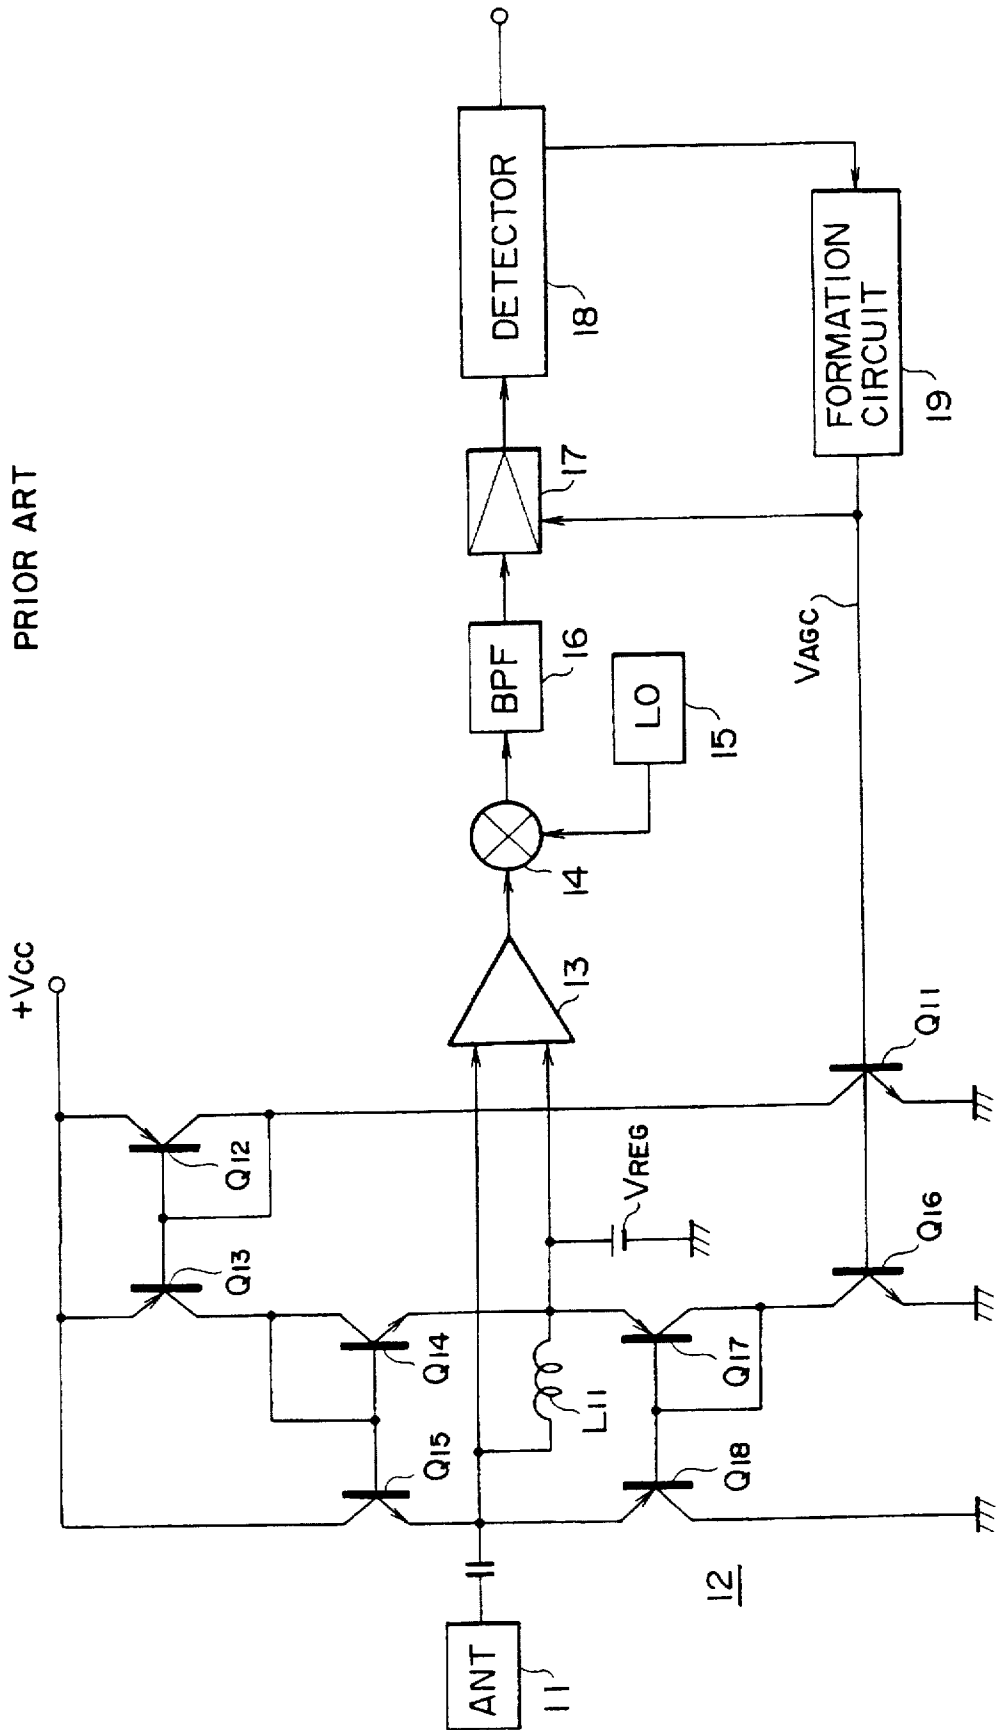 PRIOR ART
+VCC
Q12
Q13
Q14
Q15
ANT
11
L11
VREG
13
14
LO
15
BPF
16
17
DETECTOR
18
FORMATION
CIRCUIT
19
VAGC
Q11
Q16
Q17
Q18
12